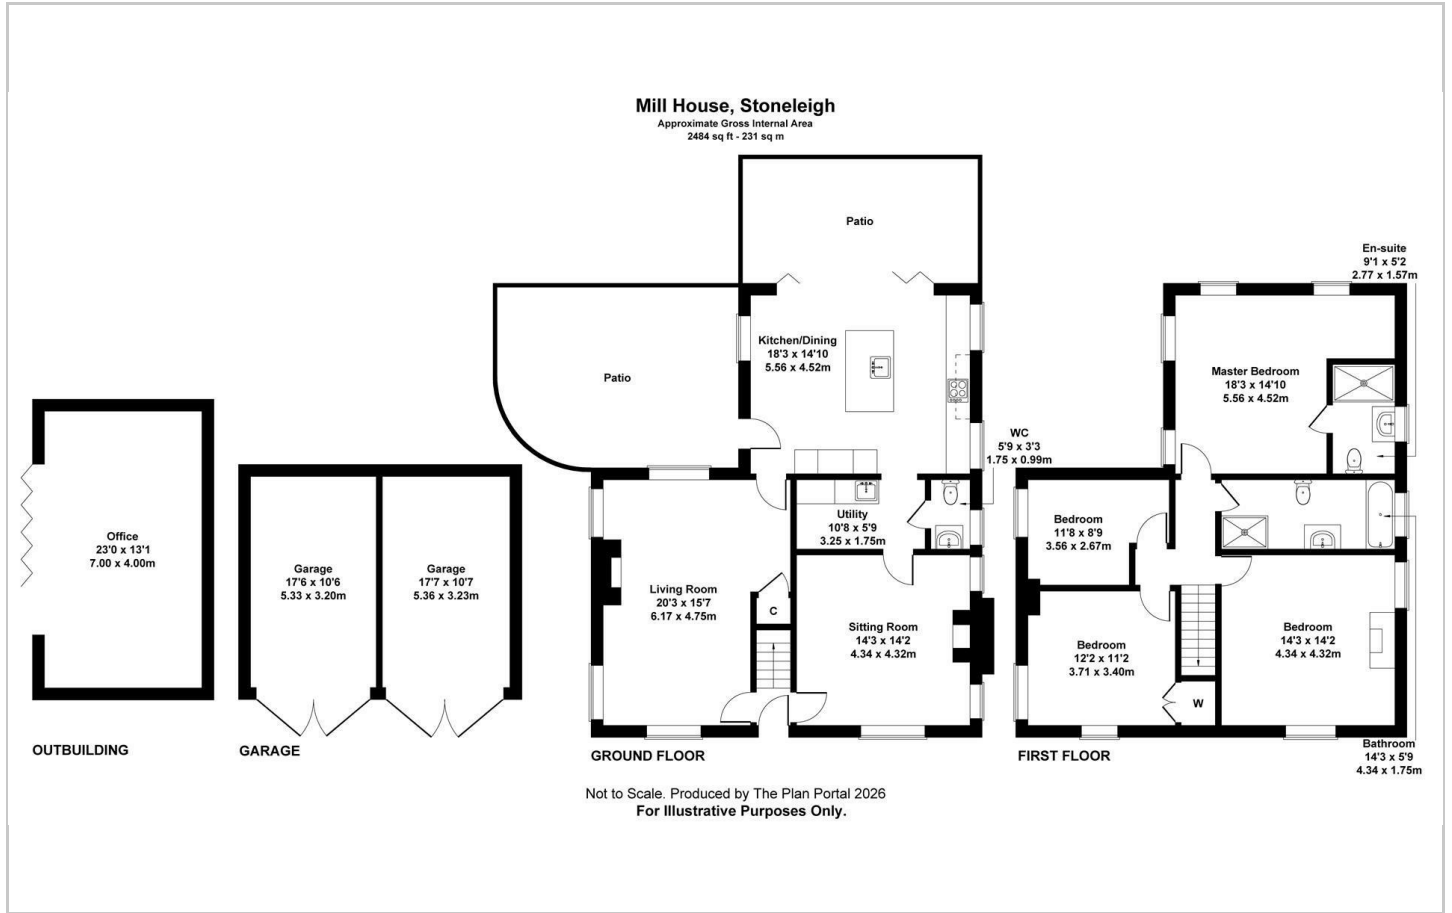 Mill House, Stoneleigh
Approximate Gross Internal Area
2484 sq ft - 231 sq m
Patio
Patio
Kitchen/Dining
18'3 x 14'10
5.56 x 4.52m
WC
5'9 x 3'3
1.75 x 0.99m
Utility
10'8 x 5'9
3.25 x 1.75m
Living Room
20'3 x 15'7
6.17 x 4.75m
C
Sitting Room
14'3 x 14'2
4.34 x 4.32m
GROUND FLOOR
Office
23'0 x 13'1
7.00 x 4.00m
OUTBUILDING
Garage
17'6 x 10'6
5.33 x 3.20m
Garage
17'7 x 10'7
5.36 x 3.23m
GARAGE
En-suite
9'1 x 5'2
2.77 x 1.57m
Master Bedroom
18'3 x 14'10
5.56 x 4.52m
Bedroom
11'8 x 8'9
3.56 x 2.67m
Bedroom
12'2 x 11'2
3.71 x 3.40m
W
Bedroom
14'3 x 14'2
4.34 x 4.32m
Bathroom
14'3 x 5'9
4.34 x 1.75m
FIRST FLOOR
Not to Scale. Produced by The Plan Portal 2026
For Illustrative Purposes Only.